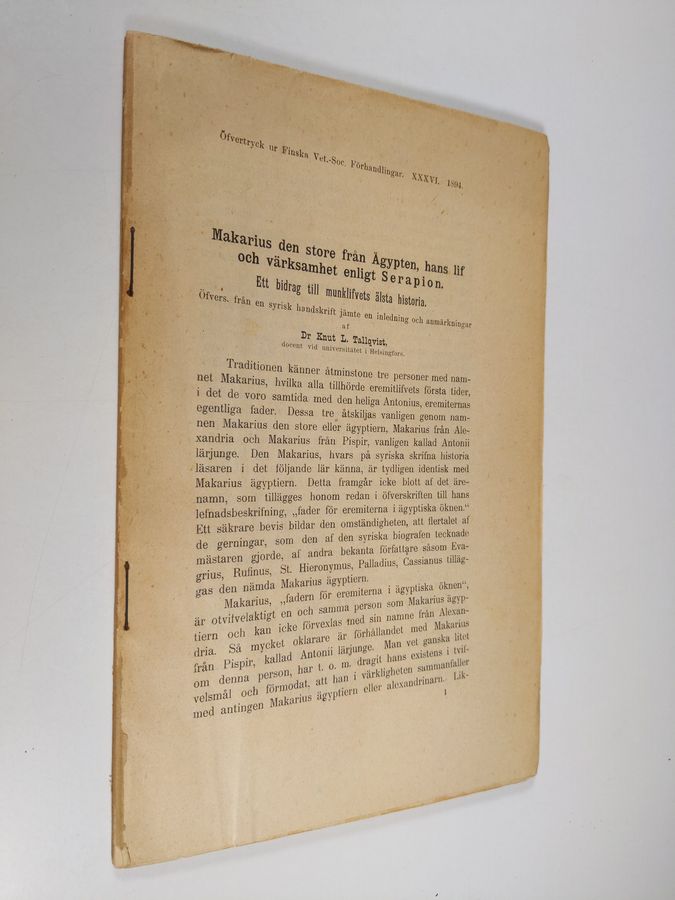 Öfvertryck ur Finska Vet.-Soc. Förhandlingar. XXXVI. 1894.
Makarius den store från Ägypten, hans lif
och värksamhet enligt Serapion.
Ett bidrag till munklifvets älsta historia.
Öfvers. från en syrisk handskrift jämte en inledning och anmärkningar
af
Dr Knut L. Tallqvist,
docent vid universitätet i Helsingfors.
Traditionen känner åtminstone tre personer med nam-
net Makarius, hvilka alla tillhörde eremitlifvets första tider,
i det de voro samtida med den heliga Antonius, eremiternas
egentliga fader. Dessa tre åtskiljas vanligen genom nam-
nen Makarius den store eller ägyptiern, Makarius från Ale-
xandria och Makarius från Pispir, vanligen kallad Antonii
lärjunge. Den Makarius, hvars på syriska skrifna historia
läsaren i det följande lär känna, är tydligen identisk med
Makarius ägyptiern. Detta framgår icke blott af det äre-
namn, som tillägges honom redan i öfverskriften till hans
lefnadsbeskrifning, „fader för eremiterna i ägyptiska öknen.“
Ett säkrare bevis bildar den omständigheten, att flertalet af
de gerningar, som den af den syriska biografen tecknade
mästaren gjorde, af andra bekanta författare såsom Eva-
grius, Rufinus, St. Hieronymus, Palladius, Cassianus tilläg-
gas den nämda Makarius ägyptiern.
Makarius, „fadern för eremiterna i ägyptiska öknen“,
är otvifvelaktigt en och samma person som Makarius ägyp-
tiern och kan icke förvexlas med sin namne från Alexan-
dria. Så mycket oklarare är förhållandet med Makarius
från Pispir, kallad Antonii lärjunge. Man vet ganska litet
om denna person, har t. o. m. dragit hans existens i tvif-
velsmål och förmodat, att han i värkligheten sammanfaller
med antingen Makarius ägyptiern eller alexandrinarn. Lik-
1